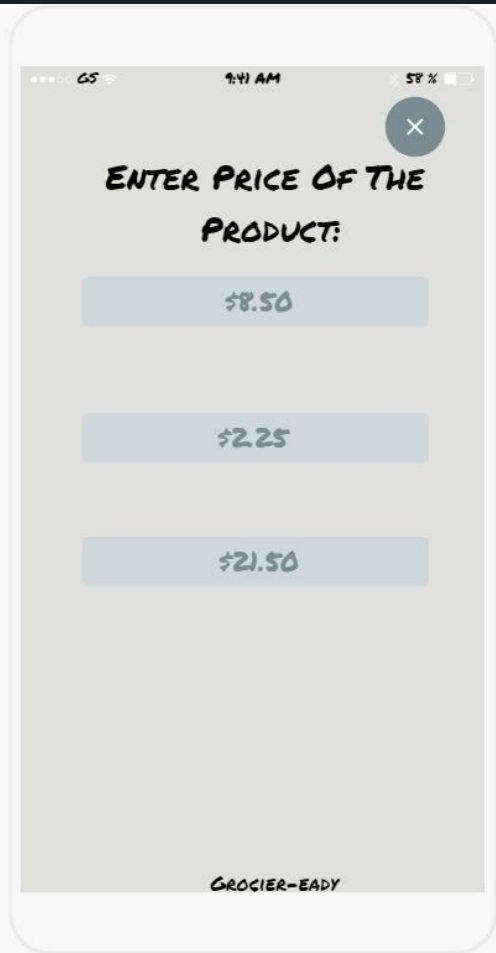 GS 9:41 AM 58 %
Enter Price Of The
Product:
$8.50
$2.25
$21.50
Grocier-eady